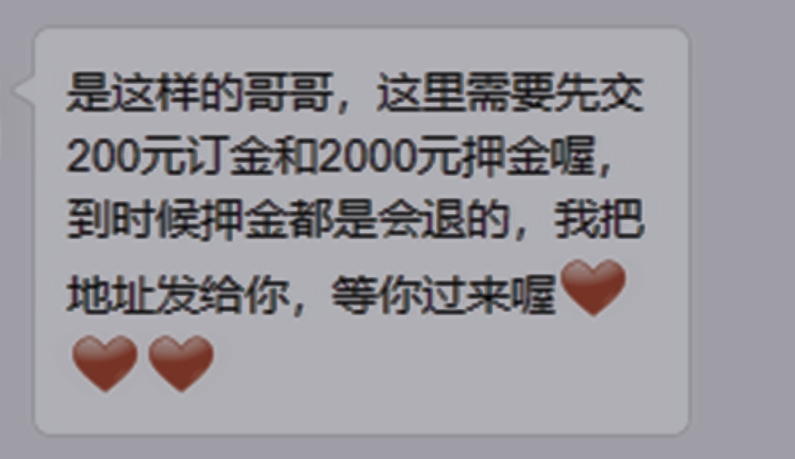 是这样的哥哥，这里需要先交
200元订金和2000元押金喔，
到时候押金都是会退的，我把
地址发给你，等你过来喔❤️
❤️❤️